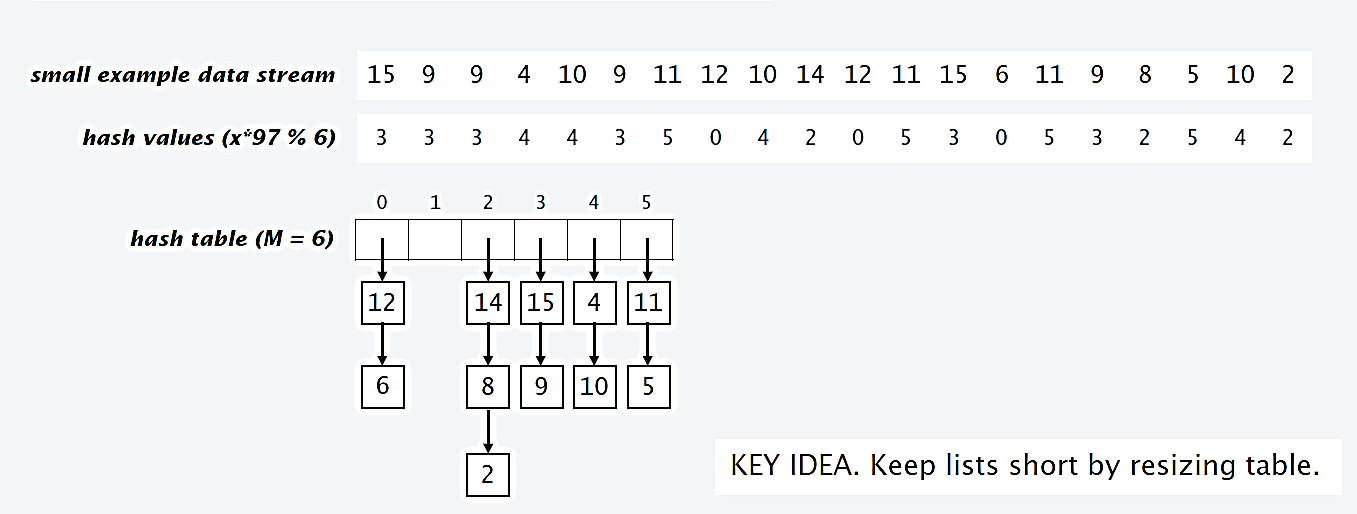 small example data stream 15 9 9 4 10 9 11 12 10 14 12 11 15 6 11 9 8 5 10 2
hash values (x*97 % 6) 3 3 3 4 4 3 5 0 4 2 0 5 3 0 5 3 2 5 4 2
0 1 2 3 4 5
hash table (M = 6)
12 14 15 4 11
6 8 9 10 5
2
KEY IDEA. Keep lists short by resizing table.